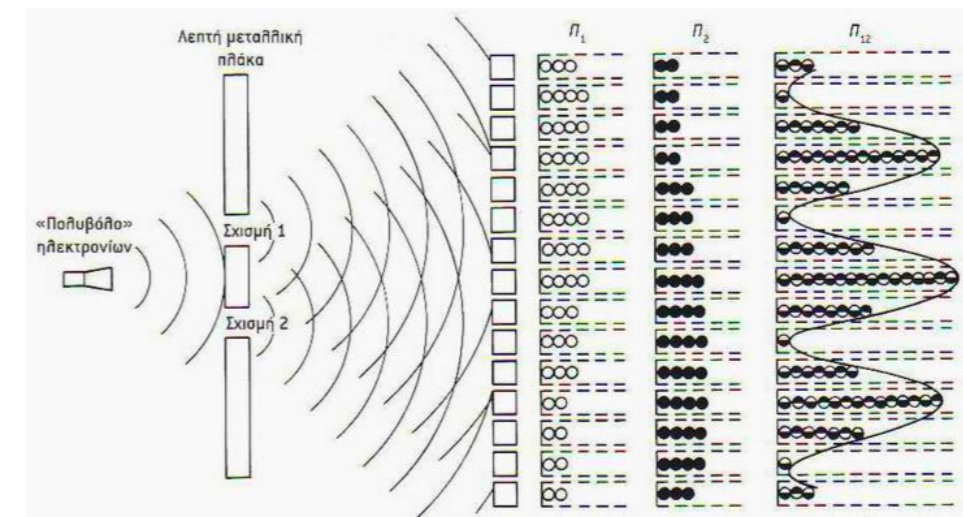 Λεπτή μεταλλική
πλάκα
«Πολυβόλο»
ηλεκτρονίων
Σχισμή 1
Σχισμή 2
Π₁
Π₂
Π₁₂